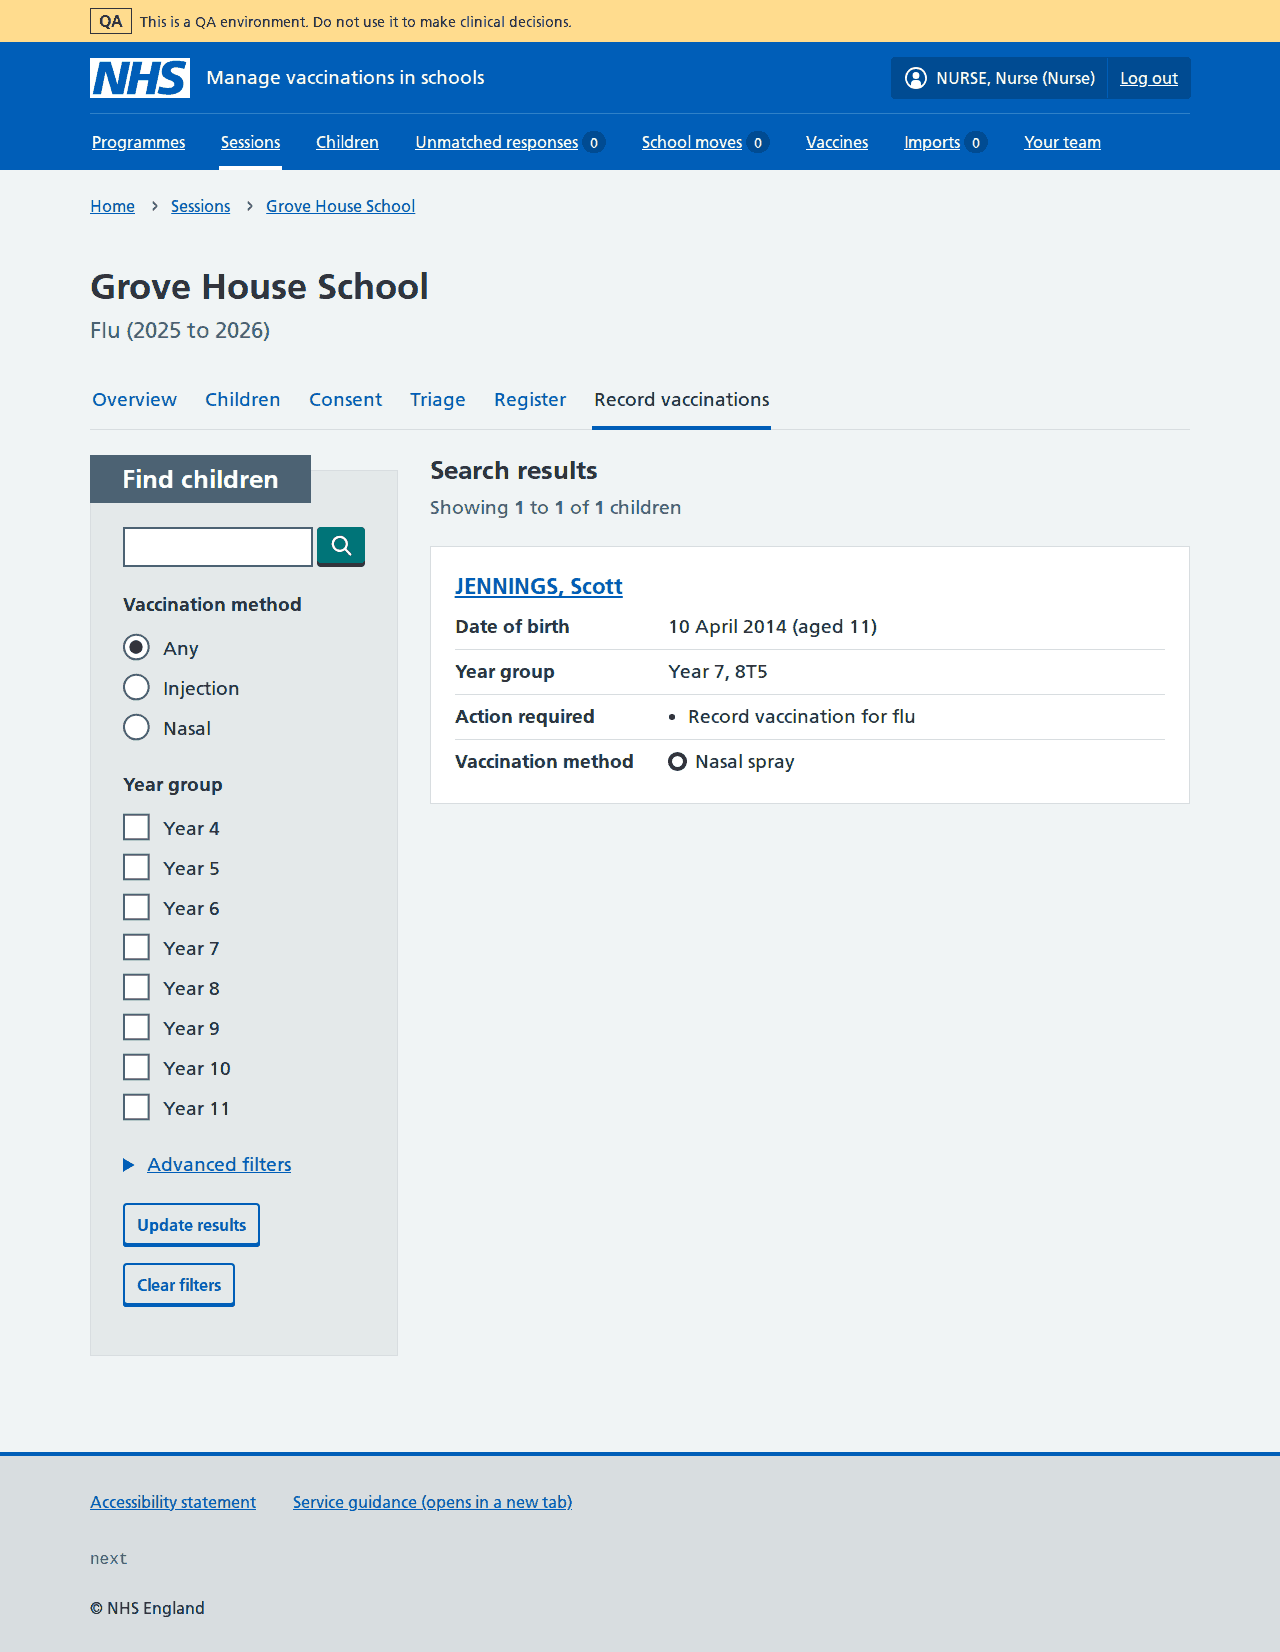 QA This is a QA environment. Do not use it to make clinical decisions.
NHS Manage vaccinations in schools NURSE, Nurse (Nurse) Log out
Programmes Sessions Children Unmatched responses 0 School moves 0 Vaccines Imports 0 Your team
Home Sessions Grove House School
Grove House School
Flu (2025 to 2026)
Overview Children Consent Triage Register Record vaccinations
Find children
Vaccination method
Any
Injection
Nasal
Year group
Year 4
Year 5
Year 6
Year 7
Year 8
Year 9
Year 10
Year 11
Advanced filters
Update results
Clear filters
Search results
Showing 1 to 1 of 1 children
JENNINGS, Scott
Date of birth 10 April 2014 (aged 11)
Year group Year 7, 8T5
Action required Record vaccination for flu
Vaccination method Nasal spray
Accessibility statement Service guidance (opens in a new tab)
next
© NHS England